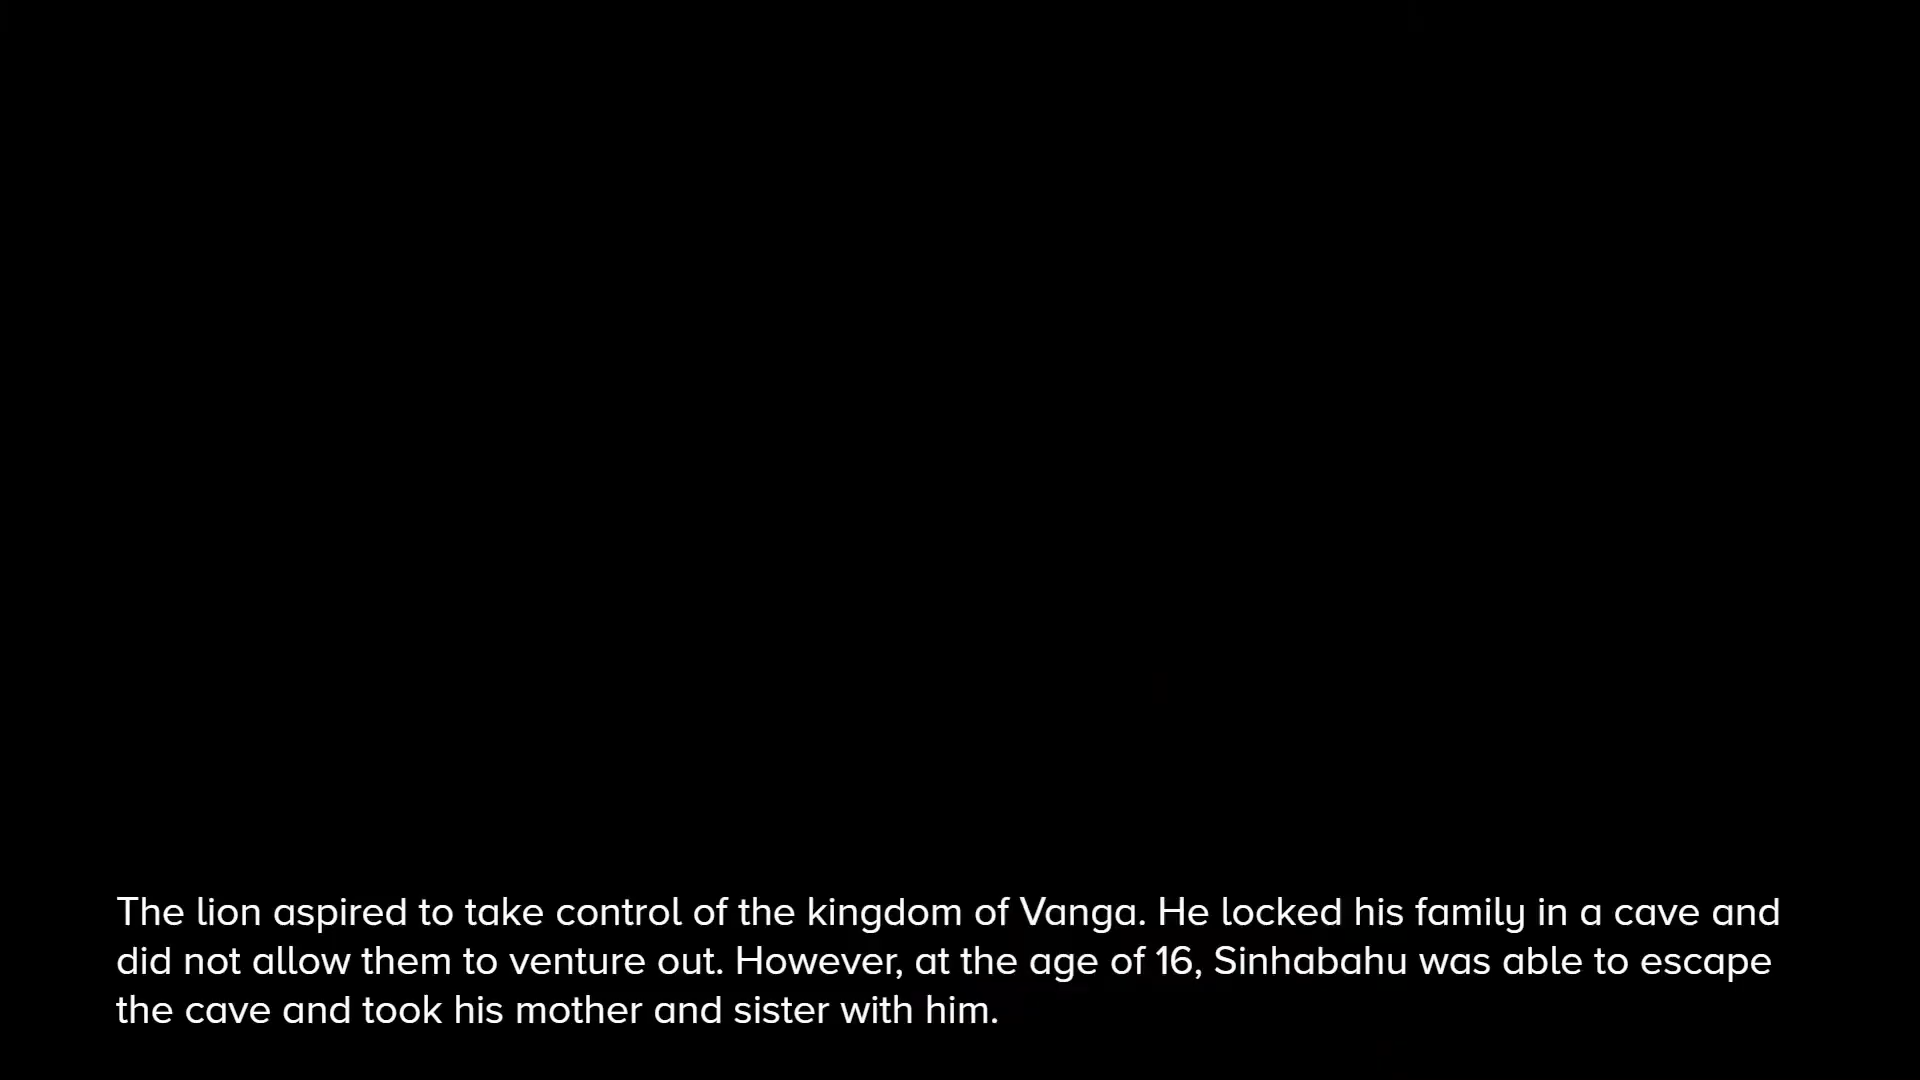 The lion aspired to take control of the kingdom of Vanga. He locked his family in a cave and
did not allow them to venture out. However, at the age of 16, Sinhabahu was able to escape
the cave and took his mother and sister with him.